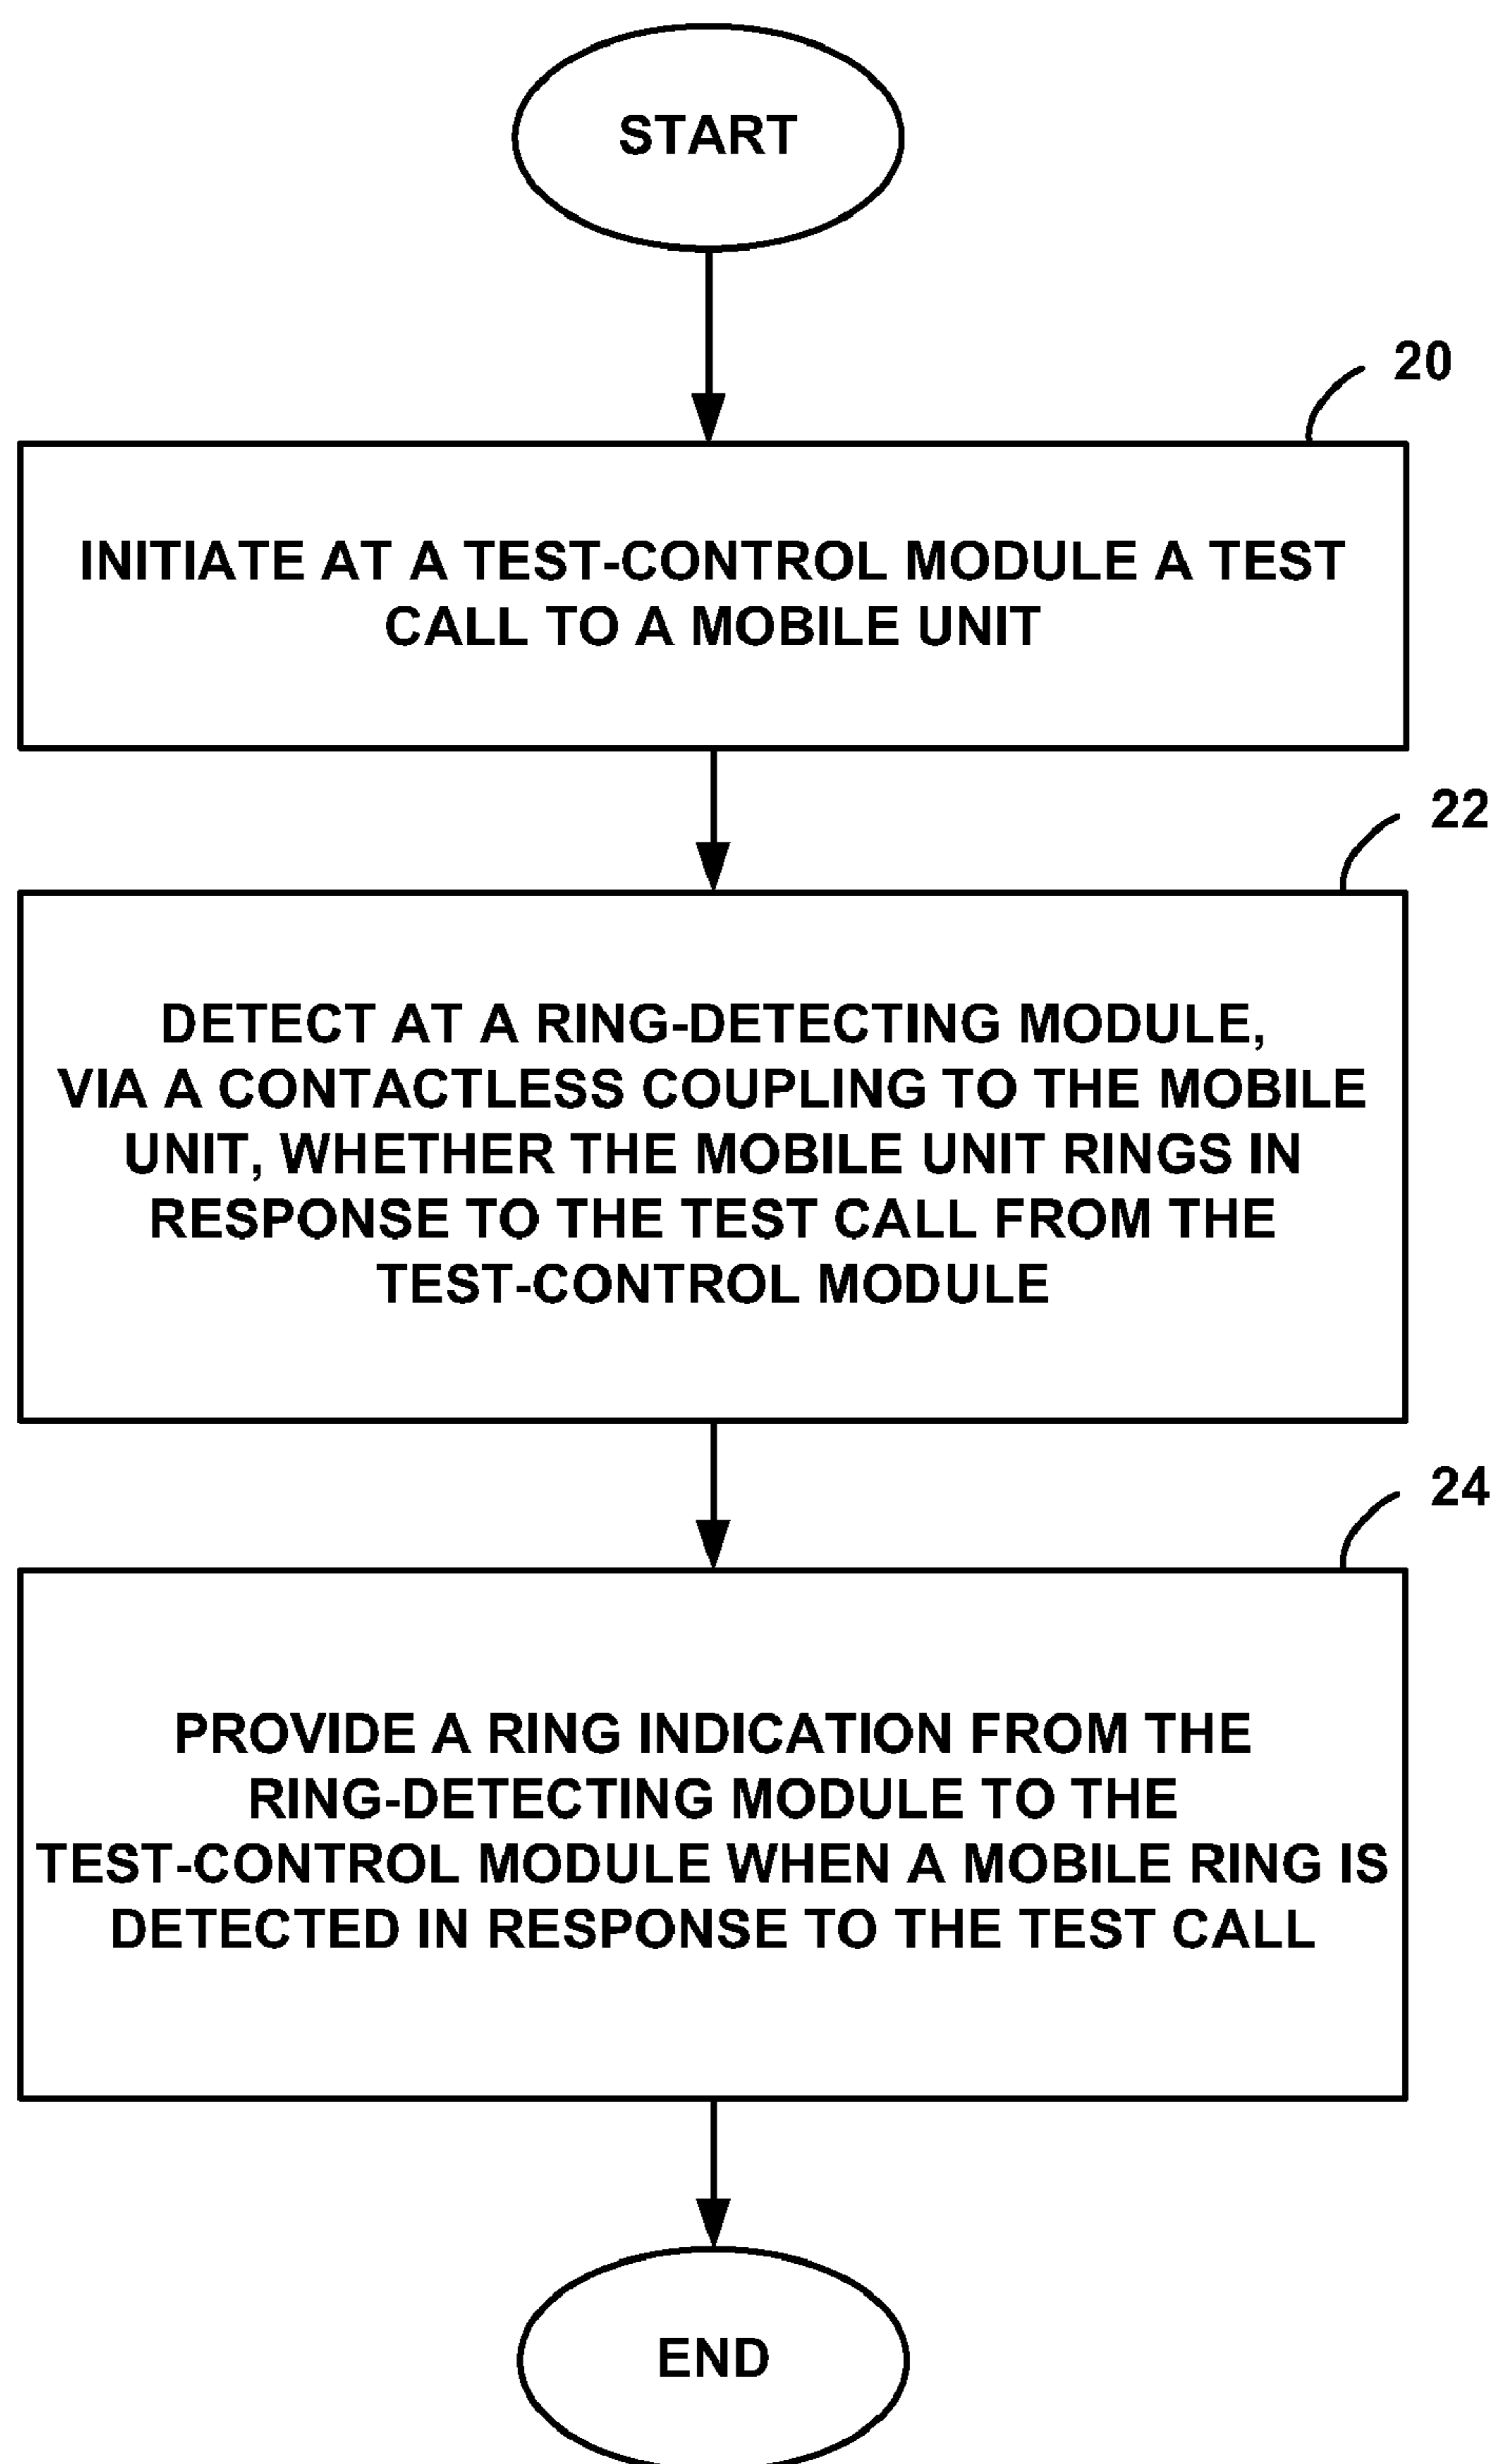 START
20
INITIATE AT A TEST-CONTROL MODULE A TEST
CALL TO A MOBILE UNIT
22
DETECT AT A RING-DETECTING MODULE,
VIA A CONTACTLESS COUPLING TO THE MOBILE
UNIT, WHETHER THE MOBILE UNIT RINGS IN
RESPONSE TO THE TEST CALL FROM THE
TEST-CONTROL MODULE
24
PROVIDE A RING INDICATION FROM THE
RING-DETECTING MODULE TO THE
TEST-CONTROL MODULE WHEN A MOBILE RING IS
DETECTED IN RESPONSE TO THE TEST CALL
END